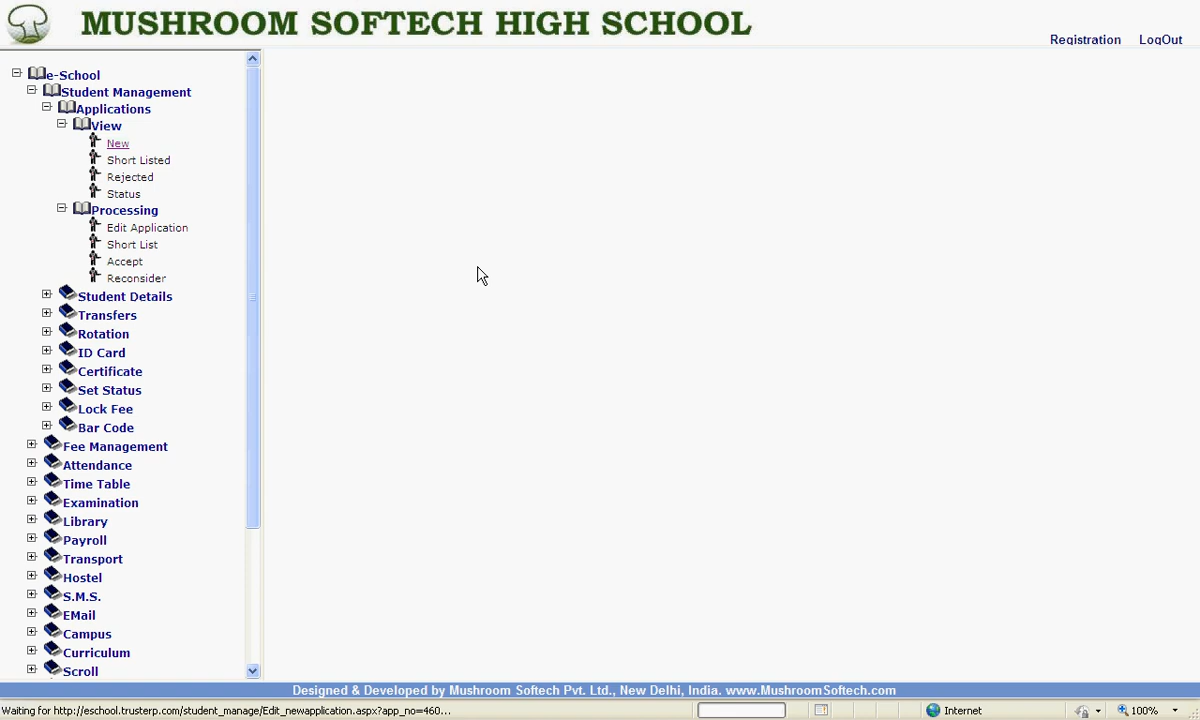 MUSHROOM SOFTECH HIGH SCHOOL
Registration LogOut
e-School
Student Management
Applications
View
New
Short Listed
Rejected
Status
Processing
Edit Application
Short List
Accept
Reconsider
Student Details
Transfers
Rotation
ID Card
Certificate
Set Status
Lock Fee
Bar Code
Fee Management
Attendance
Time Table
Examination
Library
Payroll
Transport
Hostel
S.M.S.
EMail
Campus
Curriculum
Scroll
Designed & Developed by Mushroom Softech Pvt. Ltd., New Delhi, India. www.MushroomSoftech.com
Waiting for http://eschool.trusterp.com/student_manage/Edit_newapplication.aspx?app_no=460... Internet 100%